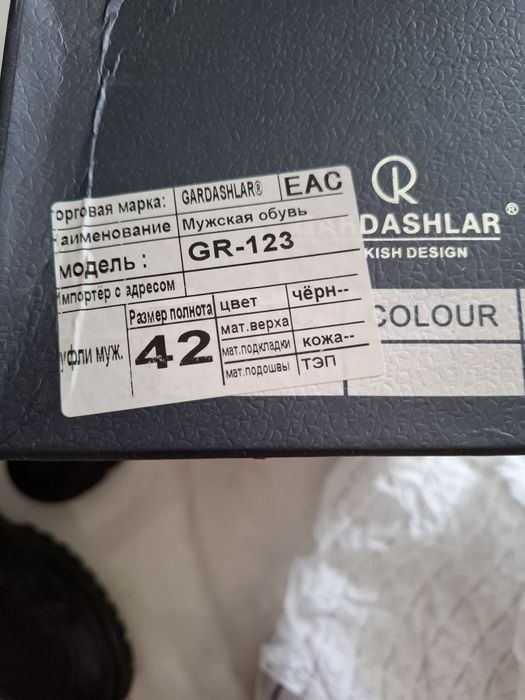 орговая марка: GARDASHLAR® EAC
аименование Мужская обувь
модель : GR-123
импортёр с адресом
уфли муж. Размер полнота 42
цвет чёрн--
мат.верха
мат.подкладки кожа--
мат.подошвы ТЭП
GARDASHLAR®
KISH DESIGN
COLOUR